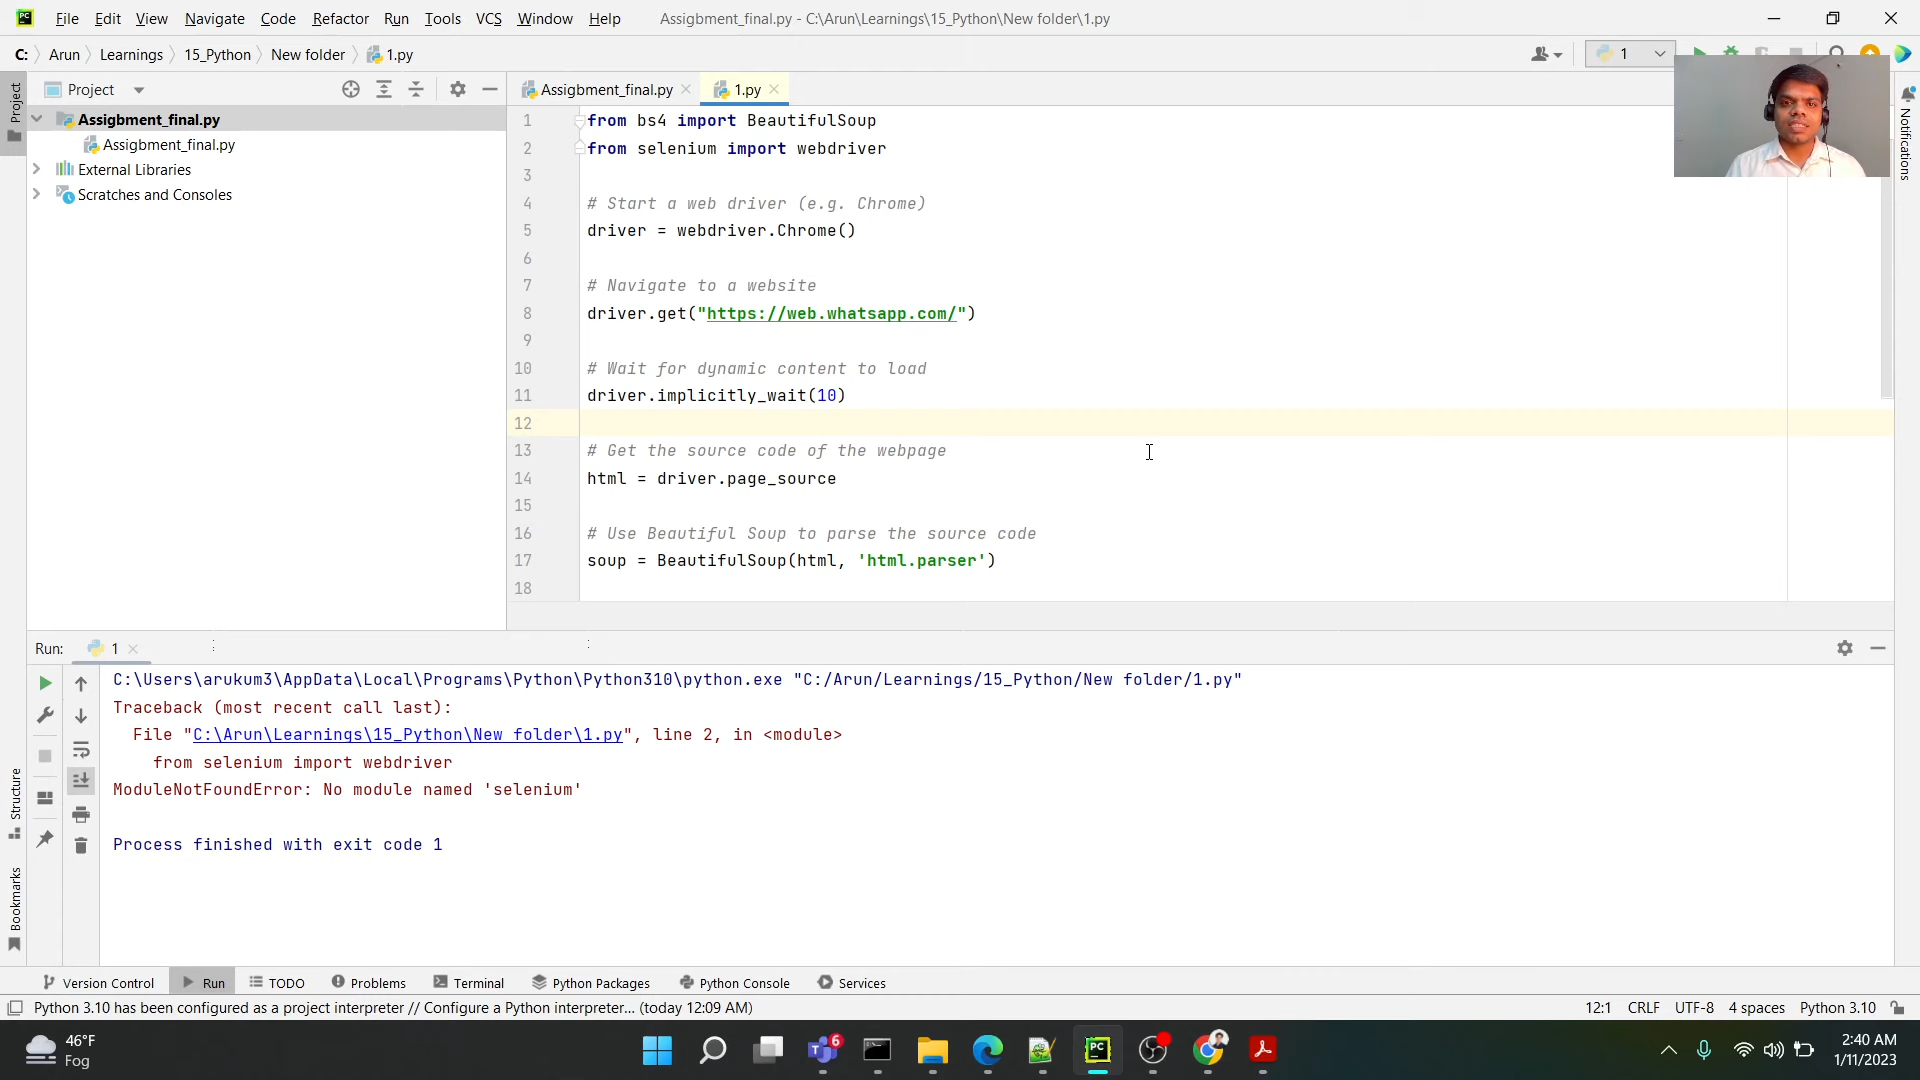 File Edit View Navigate Code Refactor Run Tools VCS Window Help Assigbment_final.py - C:\Arun\Learnings\15_Python\New folder\1.py
C: Arun Learnings 15_Python New folder 1.py
1
Project
Assigbment_final.py
1.py
Project
Notifications
Assigbment_final.py
Assigbment_final.py
External Libraries
Scratches and Consoles
1 from bs4 import BeautifulSoup
2 from selenium import webdriver
3
4 # Start a web driver (e.g. Chrome)
5 driver = webdriver.Chrome()
6
7 # Navigate to a website
8 driver.get("https://web.whatsapp.com/")
9
10 # Wait for dynamic content to load
11 driver.implicitly_wait(10)
12
13 # Get the source code of the webpage
14 html = driver.page_source
15
16 # Use Beautiful Soup to parse the source code
17 soup = BeautifulSoup(html, 'html.parser')
18
Run: 1
C:\Users\arukum3\AppData\Local\Programs\Python\Python310\python.exe "C:/Arun/Learnings/15_Python/New folder/1.py"
Traceback (most recent call last):
File "C:\Arun\Learnings\15_Python\New folder\1.py", line 2, in <module>
from selenium import webdriver
ModuleNotFoundError: No module named 'selenium'
Process finished with exit code 1
Structure
Bookmarks
Version Control Run TODO Problems Terminal Python Packages Python Console Services
Python 3.10 has been configured as a project interpreter // Configure a Python interpreter... (today 12:09 AM) 12:1 CRLF UTF-8 4 spaces Python 3.10
46°F
Fog
6
PC
2:40 AM
1/11/2023